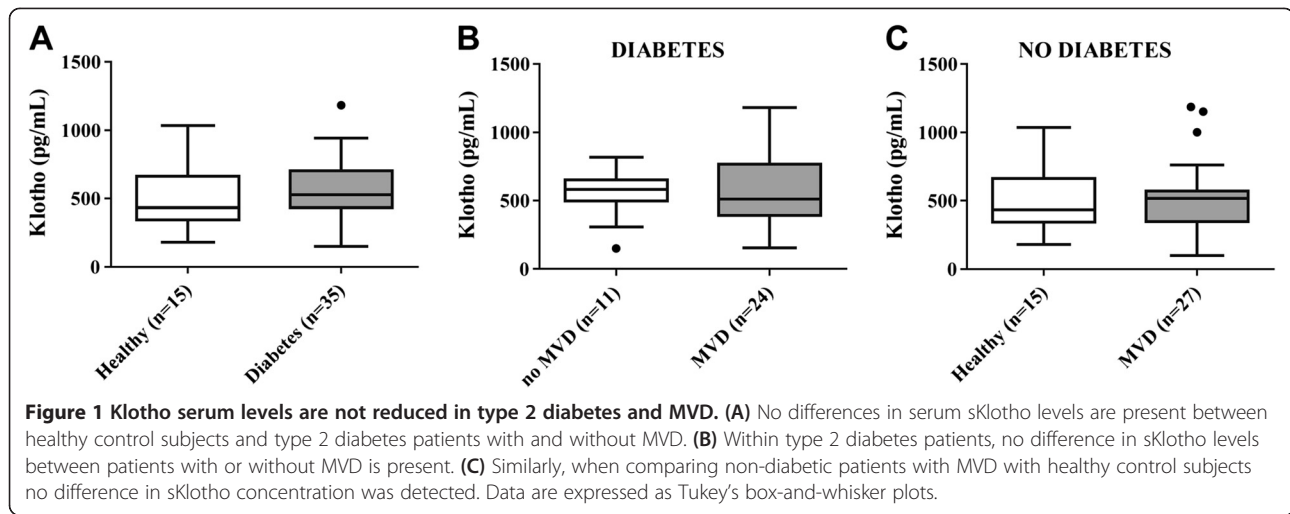 A
B
C
DIABETES
NO DIABETES
1500
1000
500
0
Klotho (pg/mL)
Healthy (n=15)
Diabetes (n=35)
1500
1000
500
0
Klotho (pg/mL)
no MVD (n=11)
MVD (n=24)
1500
1000
500
0
Klotho (pg/mL)
Healthy (n=15)
MVD (n=27)
Figure 1 Klotho serum levels are not reduced in type 2 diabetes and MVD. (A) No differences in serum sKlotho levels are present between
healthy control subjects and type 2 diabetes patients with and without MVD. (B) Within type 2 diabetes patients, no difference in sKlotho levels
between patients with or without MVD is present. (C) Similarly, when comparing non-diabetic patients with MVD with healthy control subjects
no difference in sKlotho concentration was detected. Data are expressed as Tukey's box-and-whisker plots.